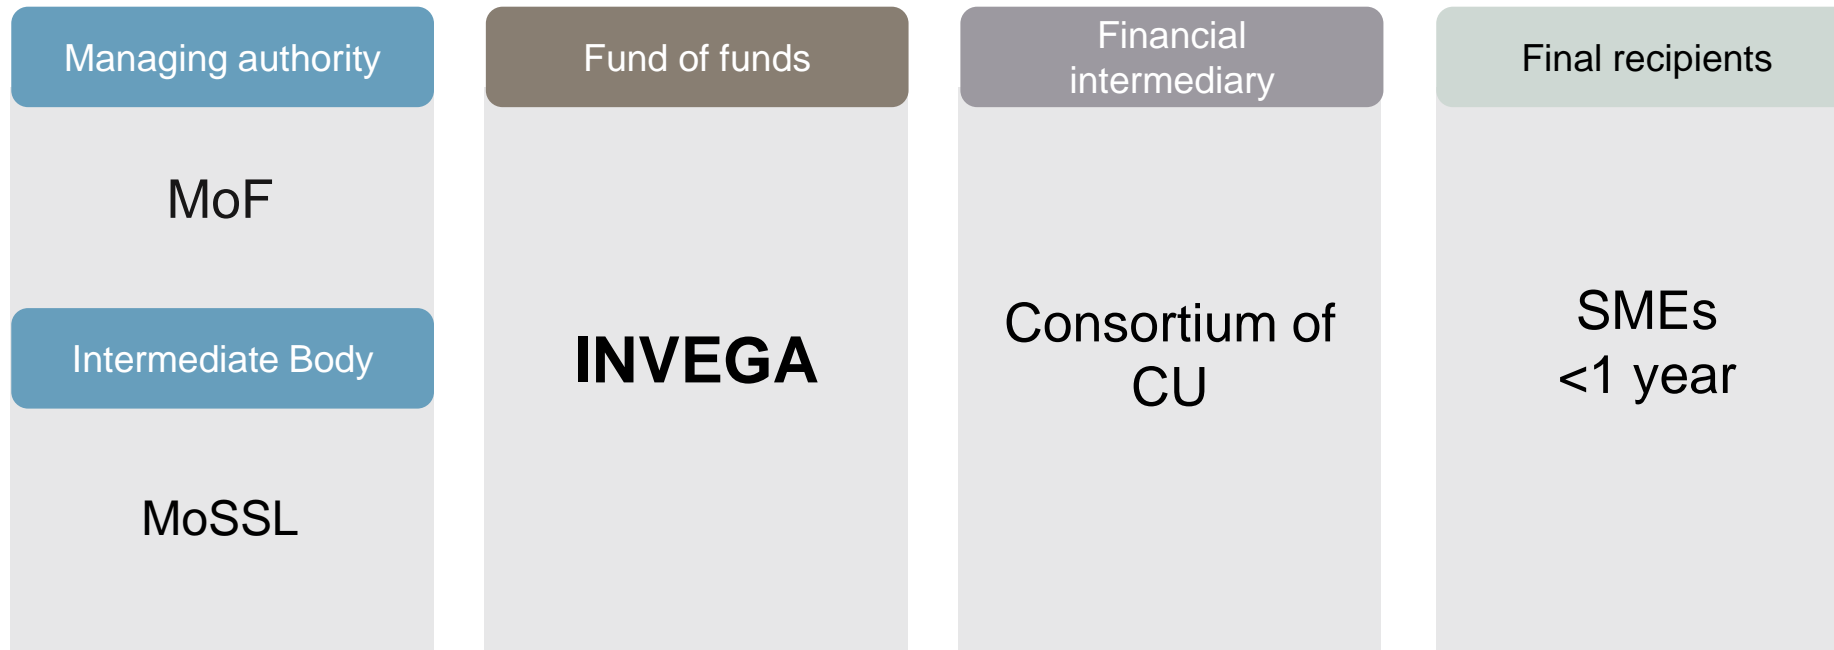 Managing authority
MoF
Intermediate Body
MoSSL
Fund of funds
INVEGA
Financial
intermediary
Consortium of
CU
Final recipients
SMEs
<1 year